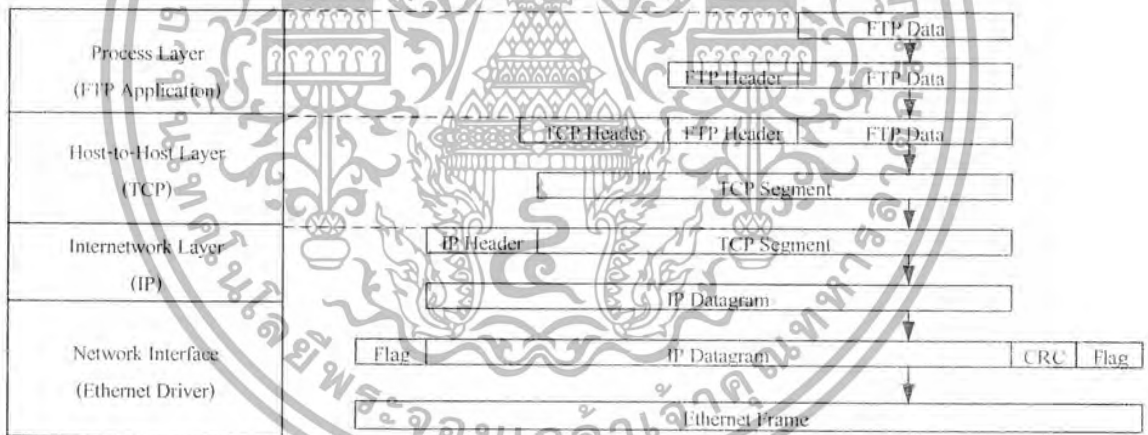 FTP Data
Process Layer
(FTP Application)
FTP Header FTP Data
TCP Header FTP Header FTP Data
Host-to-Host Layer
(TCP)
TCP Segment
Internetwork Layer
(IP)
IP Header TCP Segment
IP Datagram
Network Interface
(Ethernet Driver)
Flag IP Datagram CRC Flag
Ethernet Frame